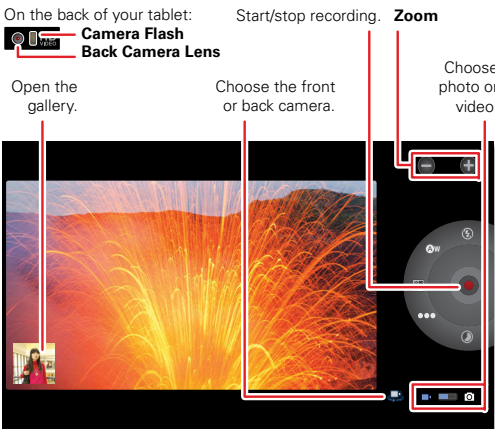 On the back of your tablet:
Camera Flash
Back Camera Lens
Start/stop recording.
Zoom
Open the
gallery.
Choose the front
or back camera.
Choose
photo or
video
AW